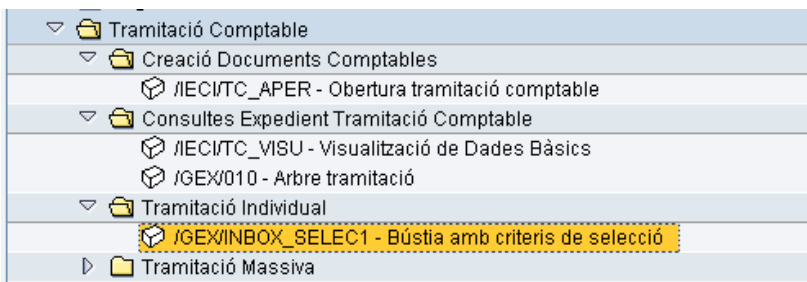 Tramitació Comptable
Creació Documents Comptables
/IECI/TC_APER - Obertura tramitació comptable
Consultes Expedient Tramitació Comptable
/IECI/TC_VISU - Visualització de Dades Bàsics
/GEX/010 - Arbre tramitació
Tramitació Individual
/GEX/INBOX_SELEC1 - Bústia amb criteris de selecció
Tramitació Massiva